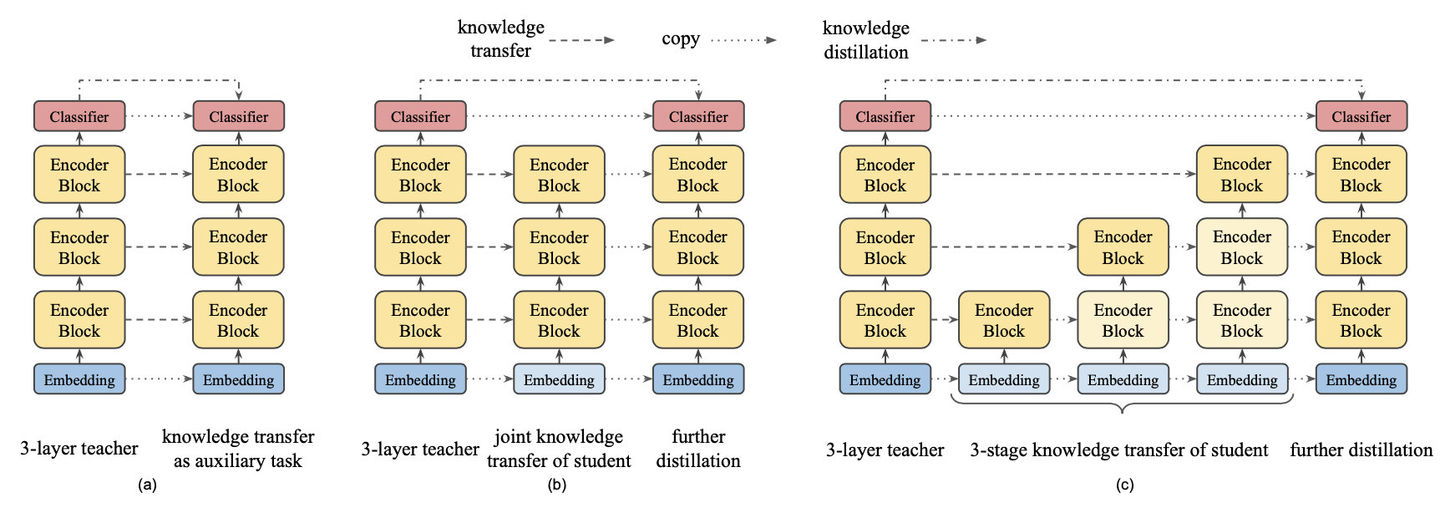 knowledge
transfer
copy
knowledge
distillation
Classifier
Classifier
Encoder
Block
Encoder
Block
Encoder
Block
Encoder
Block
Encoder
Block
Encoder
Block
Embedding
Embedding
3-layer teacher
knowledge transfer
as auxiliary task
(a)
Classifier
Classifier
Encoder
Block
Encoder
Block
Encoder
Block
Encoder
Block
Encoder
Block
Encoder
Block
Encoder
Block
Encoder
Block
Encoder
Block
Embedding
Embedding
Embedding
3-layer teacher
joint knowledge
transfer of student
further
distillation
(b)
Classifier
Classifier
Encoder
Block
Encoder
Block
Encoder
Block
Encoder
Block
Encoder
Block
Encoder
Block
Encoder
Block
Encoder
Block
Encoder
Block
Encoder
Block
Encoder
Block
Encoder
Block
Embedding
Embedding
Embedding
Embedding
Embedding
3-layer teacher
3-stage knowledge transfer of student
further distillation
(c)